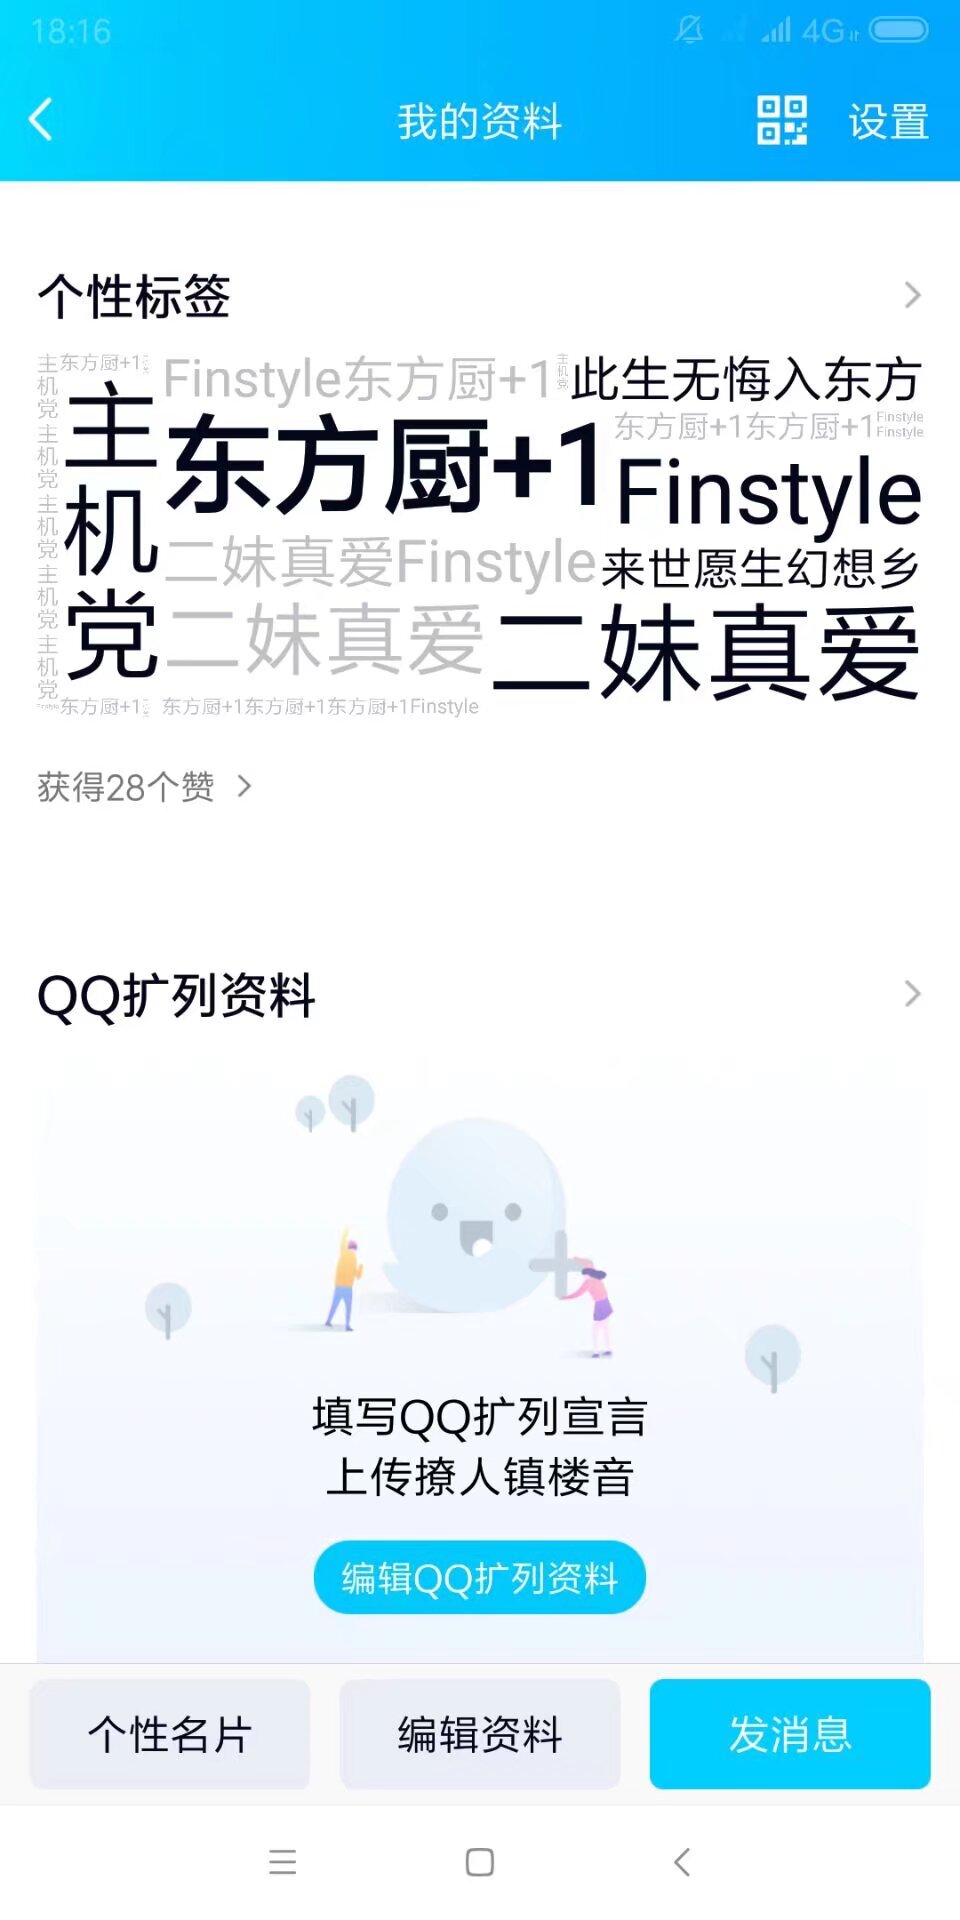 18:16
4G
我的资料
设置
个性标签
主机党
主机党
主机党
主机党
主机党
东方厨+1
Finstyle东方厨+1
主机党
此生无悔入东方
东方厨+1东方厨+1
Finstyle
Finstyle
主机党
东方厨+1
Finstyle
二妹真爱Finstyle
来世愿生幻想乡
二妹真爱
二妹真爱
东方厨+1
东方厨+1东方厨+1东方厨+1Finstyle
获得28个赞
QQ扩列资料
填写QQ扩列宣言
上传撩人镇楼音
编辑QQ扩列资料
个性名片
编辑资料
发消息